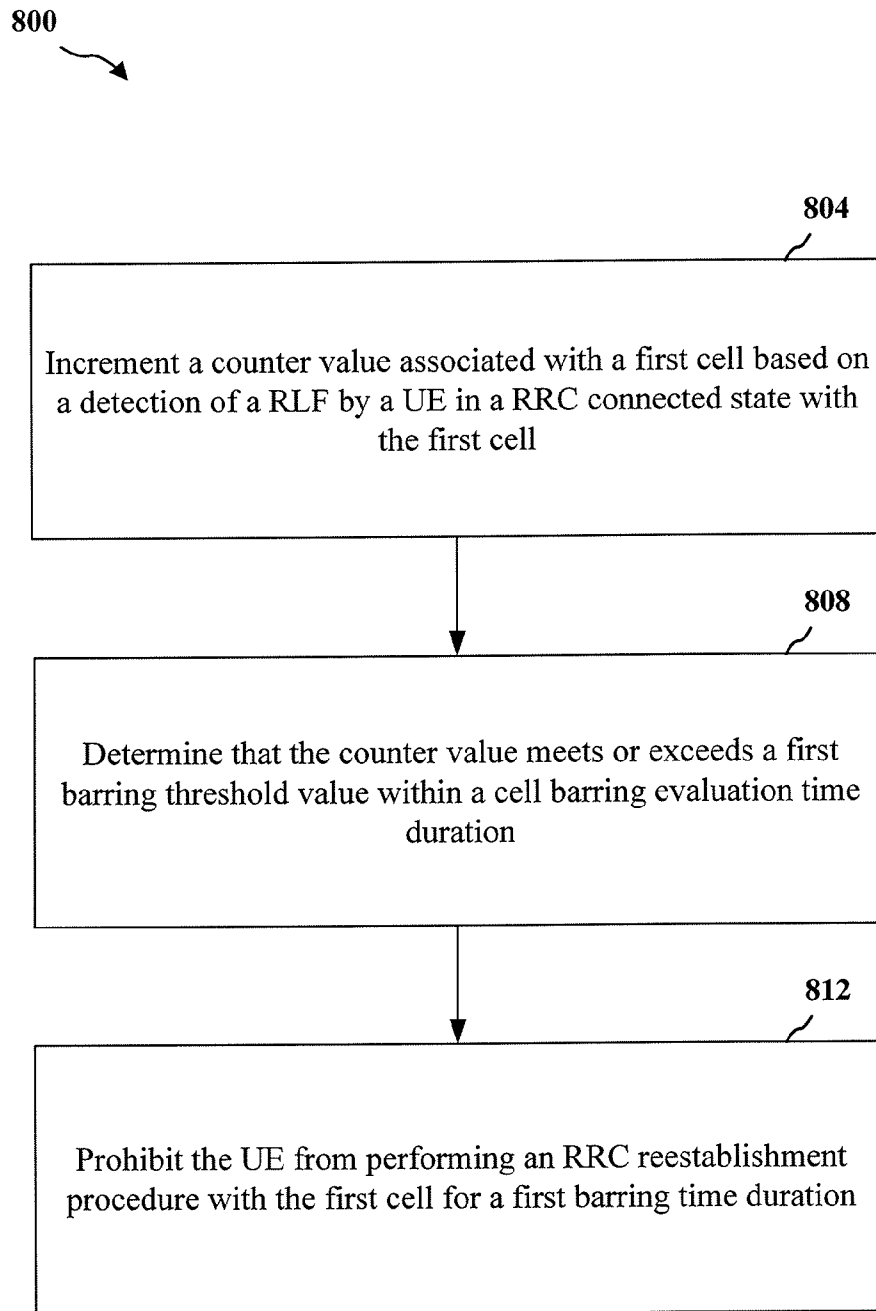 800
804
Increment a counter value associated with a first cell based on
a detection of a RLF by a UE in a RRC connected state with
the first cell
808
Determine that the counter value meets or exceeds a first
barring threshold value within a cell barring evaluation time
duration
812
Prohibit the UE from performing an RRC reestablishment
procedure with the first cell for a first barring time duration